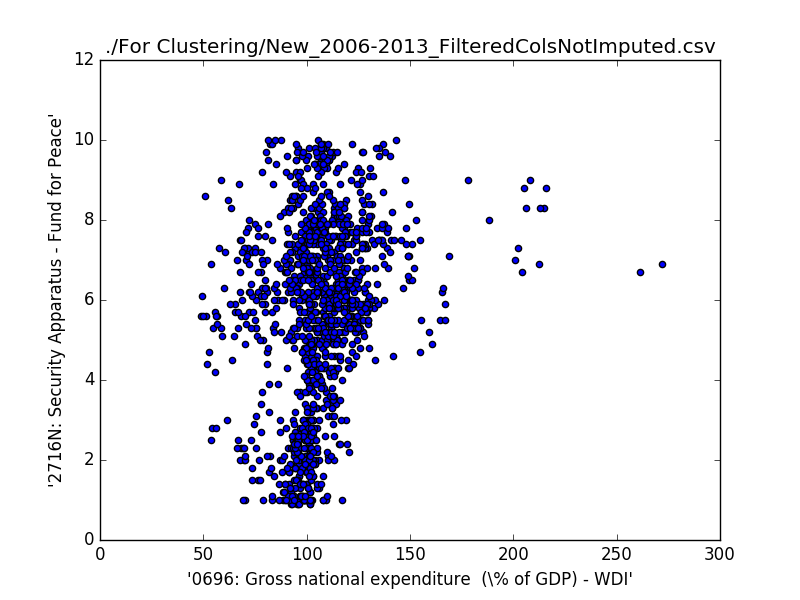 ./For Clustering/New_2006-2013_FilteredColsNotImputed.csv
12
10
8
6
4
2
0
'2716N: Security Apparatus - Fund for Peace'
0 50 100 150 200 250 300
'0696: Gross national expenditure  (\% of GDP) - WDI'